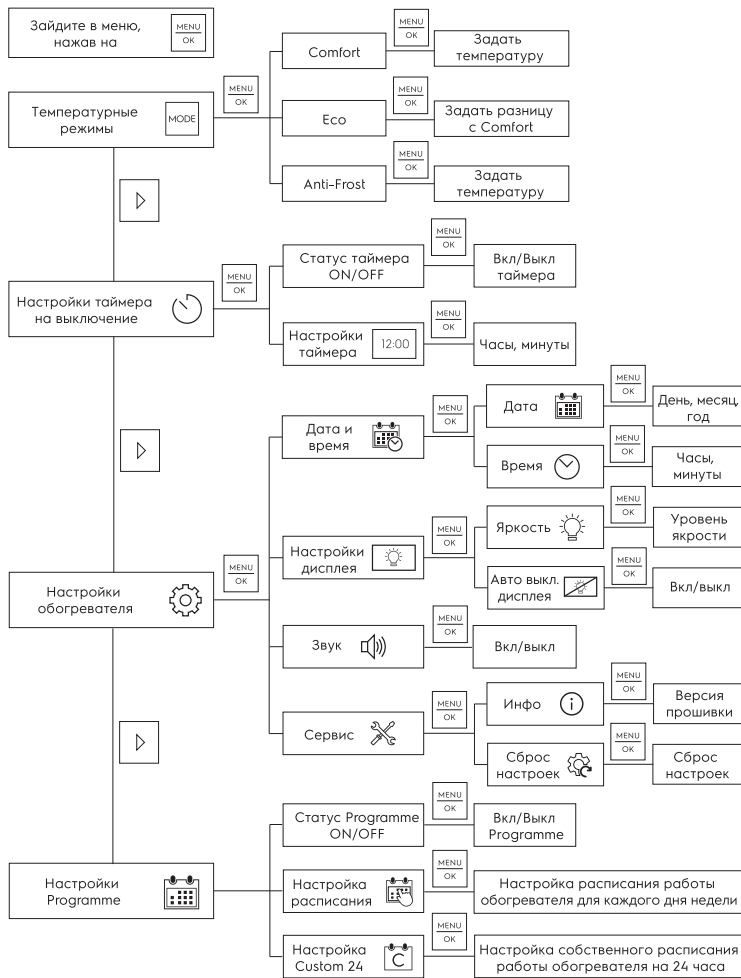 Зайдите в меню,
нажав на
MENU
OK
Температурные
режимы
MODE
MENU
OK
Comfort
MENU
OK
Задать
температуру
Eco
MENU
OK
Задать разницу
с Comfort
Anti-Frost
MENU
OK
Задать
температуру
Настройки таймера
на выключение
MENU
OK
Статус таймера
ON/OFF
MENU
OK
Вкл/Выкл
таймера
Настройки
таймера
12:00
MENU
OK
Часы, минуты
Настройки
обогревателя
MENU
OK
Дата и
время
MENU
OK
Дата
MENU
OK
День, месяц,
год
Время
MENU
OK
Часы,
минуты
Настройки
дисплея
MENU
OK
Яркость
MENU
OK
Уровень
якрости
Авто выкл.
дисплея
MENU
OK
Вкл/выкл
Звук
MENU
OK
Вкл/выкл
Сервис
MENU
OK
Инфо
MENU
OK
Версия
прошивки
Сброс
настроек
MENU
OK
Сброс
настроек
Настройки
Programme
Статус Programme
ON/OFF
MENU
OK
Вкл/Выкл
Programme
Настройка
расписания
MENU
OK
Настройка расписания работы
обогревателя для каждого дня недели
Настройка
Custom 24
C
MENU
OK
Настройка собственного расписания
работы обогревателя на 24 часа